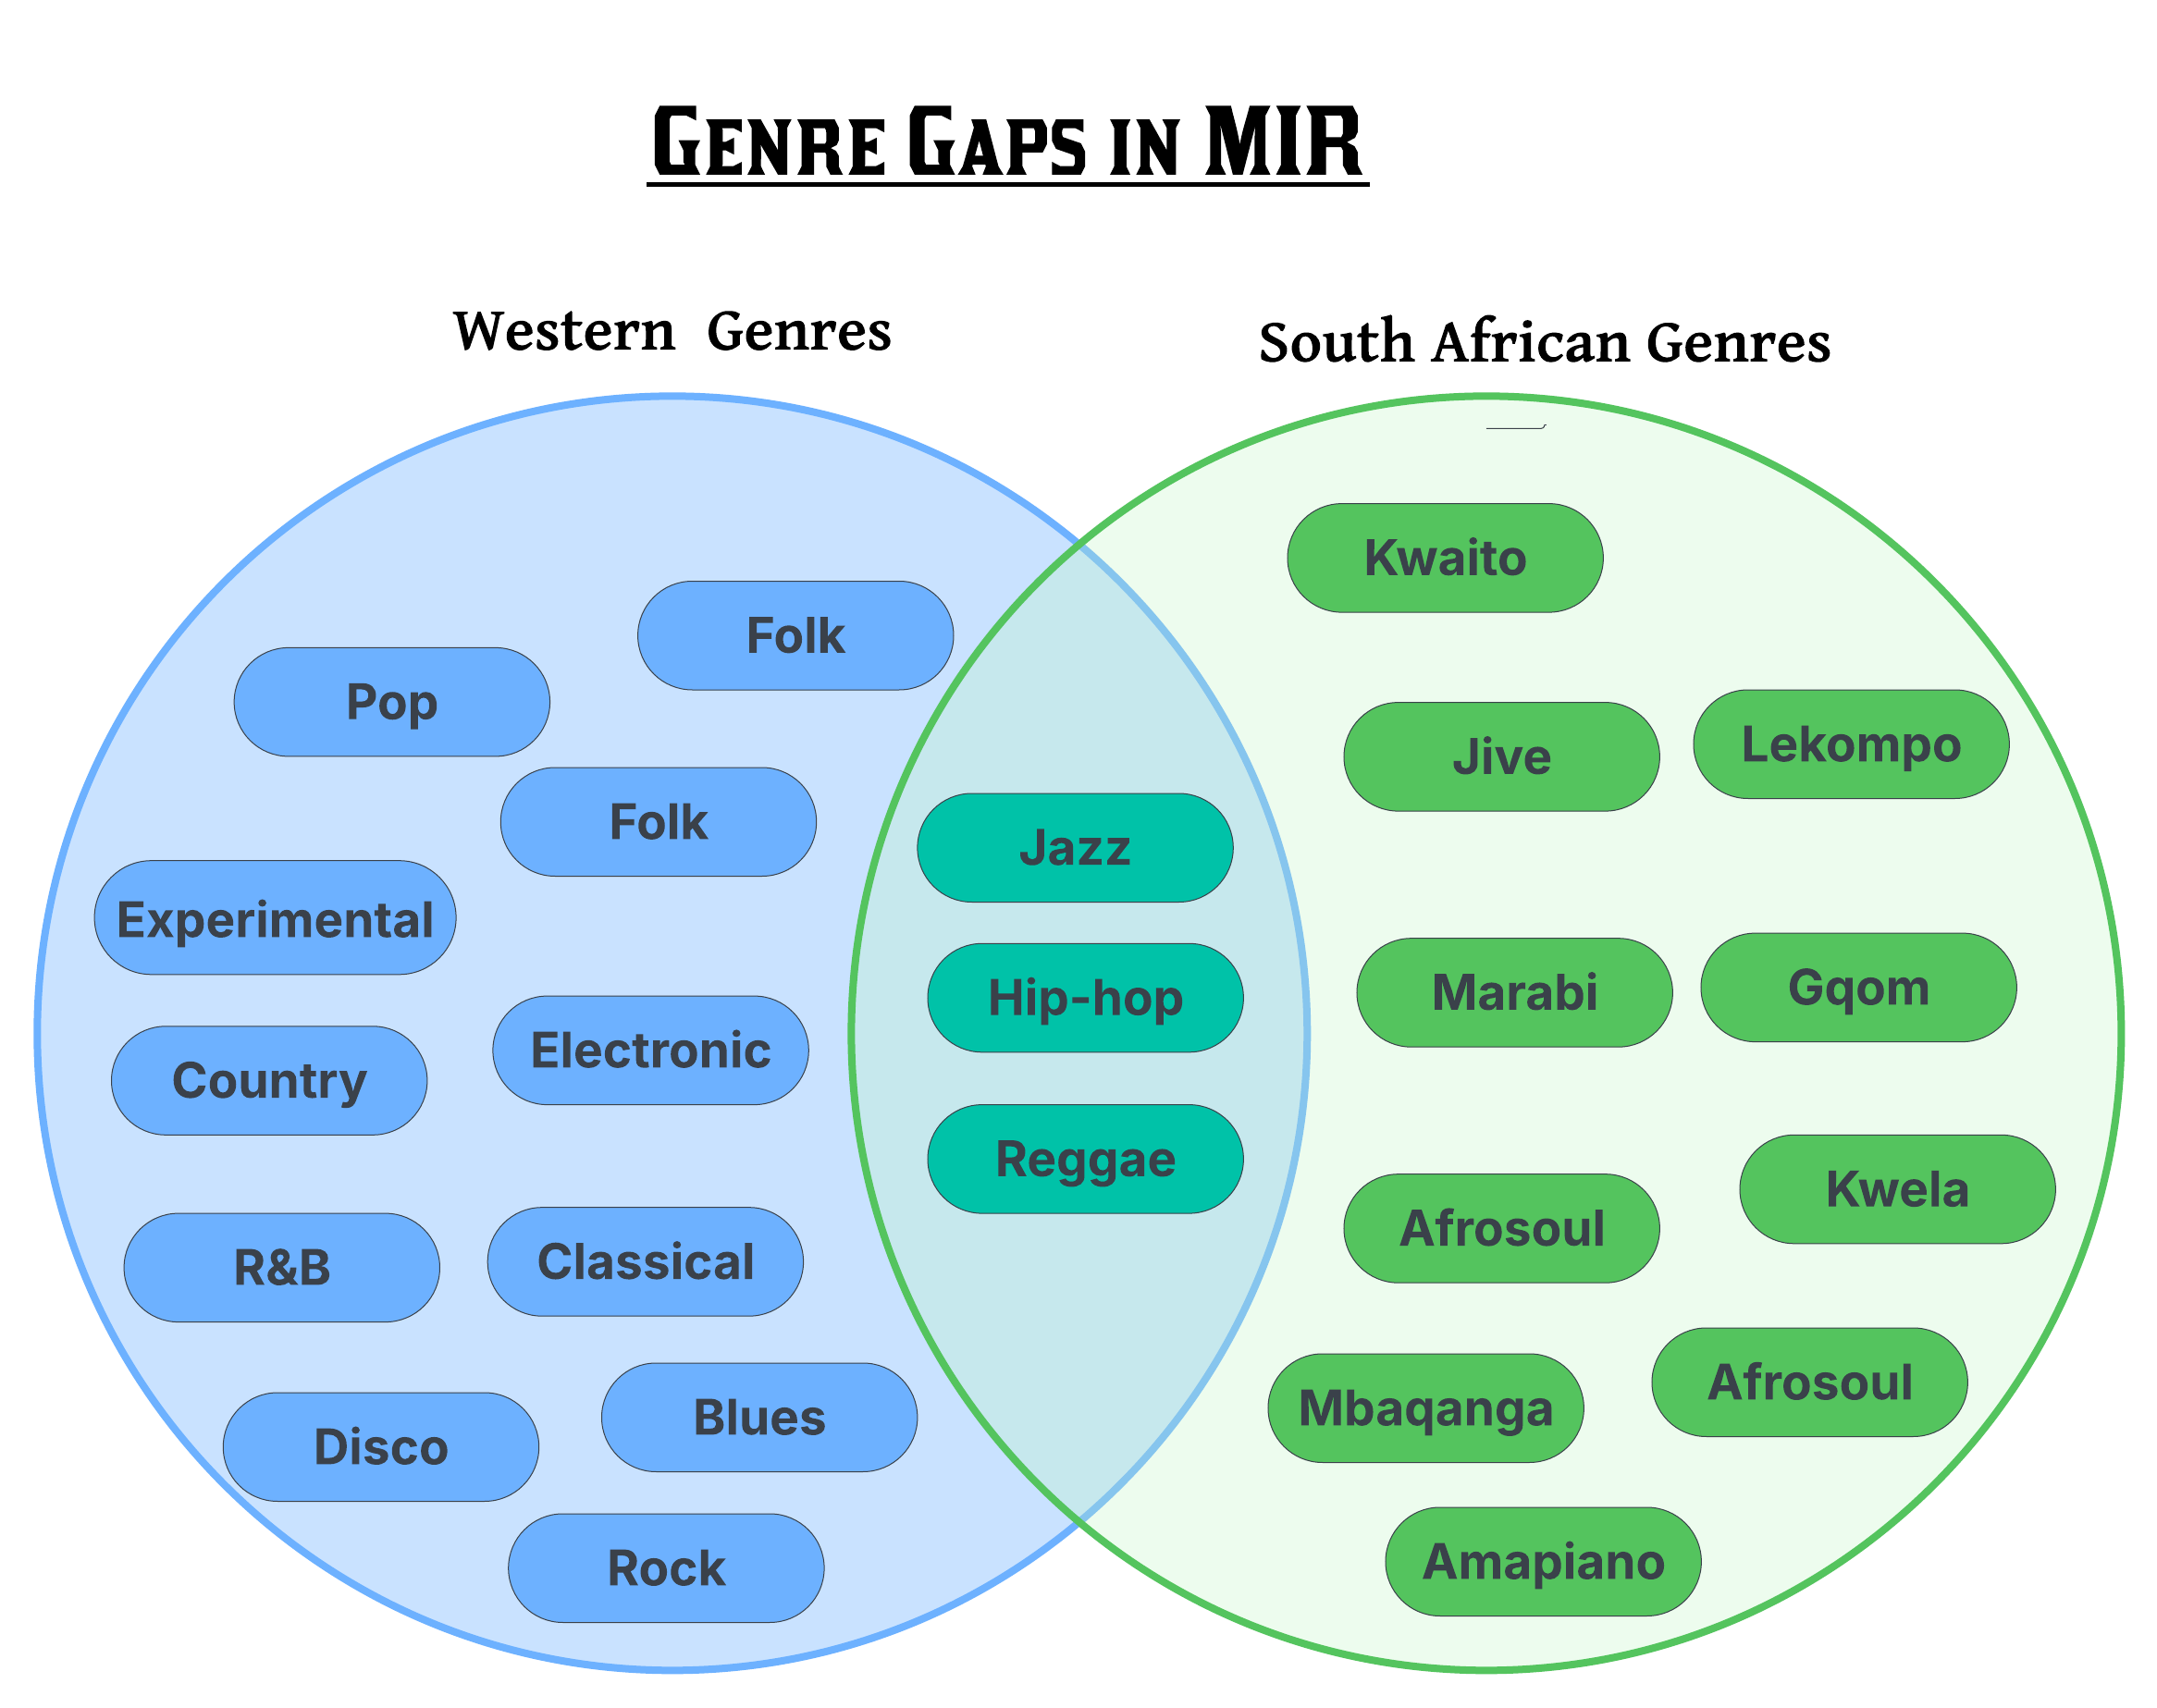 Genre Gaps in MIR
Western Genres
South African Genres
Folk
Pop
Folk
Experimental
Electronic
Country
Classical
R&B
Blues
Disco
Rock
Jazz
Hip-hop
Reggae
Kwaito
Jive
Lekompo
Marabi
Gqom
Afrosoul
Kwela
Mbaqanga
Afrosoul
Amapiano